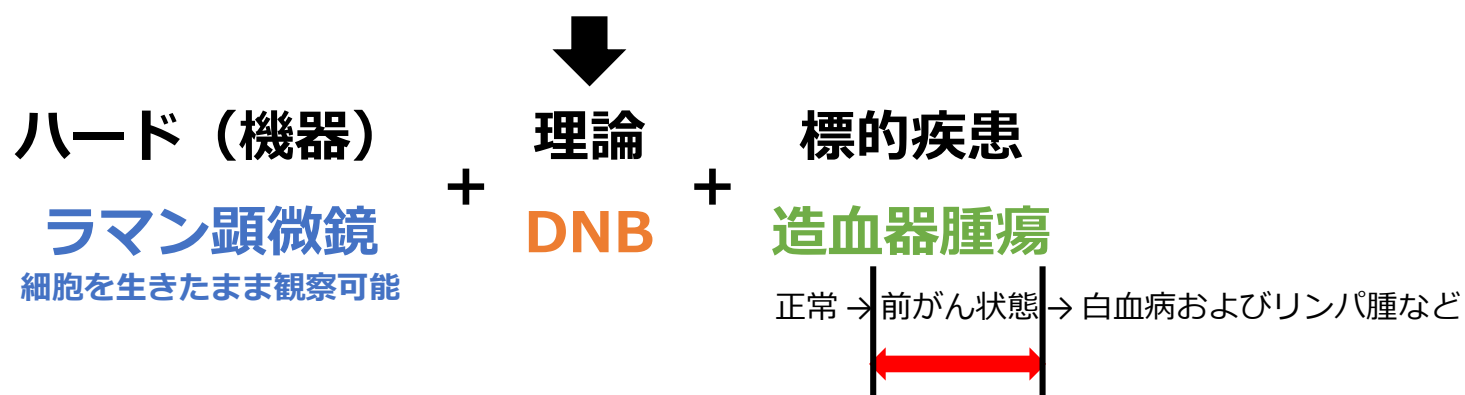 ハード（機器）
+
理論
+
標的疾患
ラマン顕微鏡
DNB
造血器腫瘍
細胞を生きたまま観察可能
正常 → 前がん状態 → 白血病およびリンパ腫など